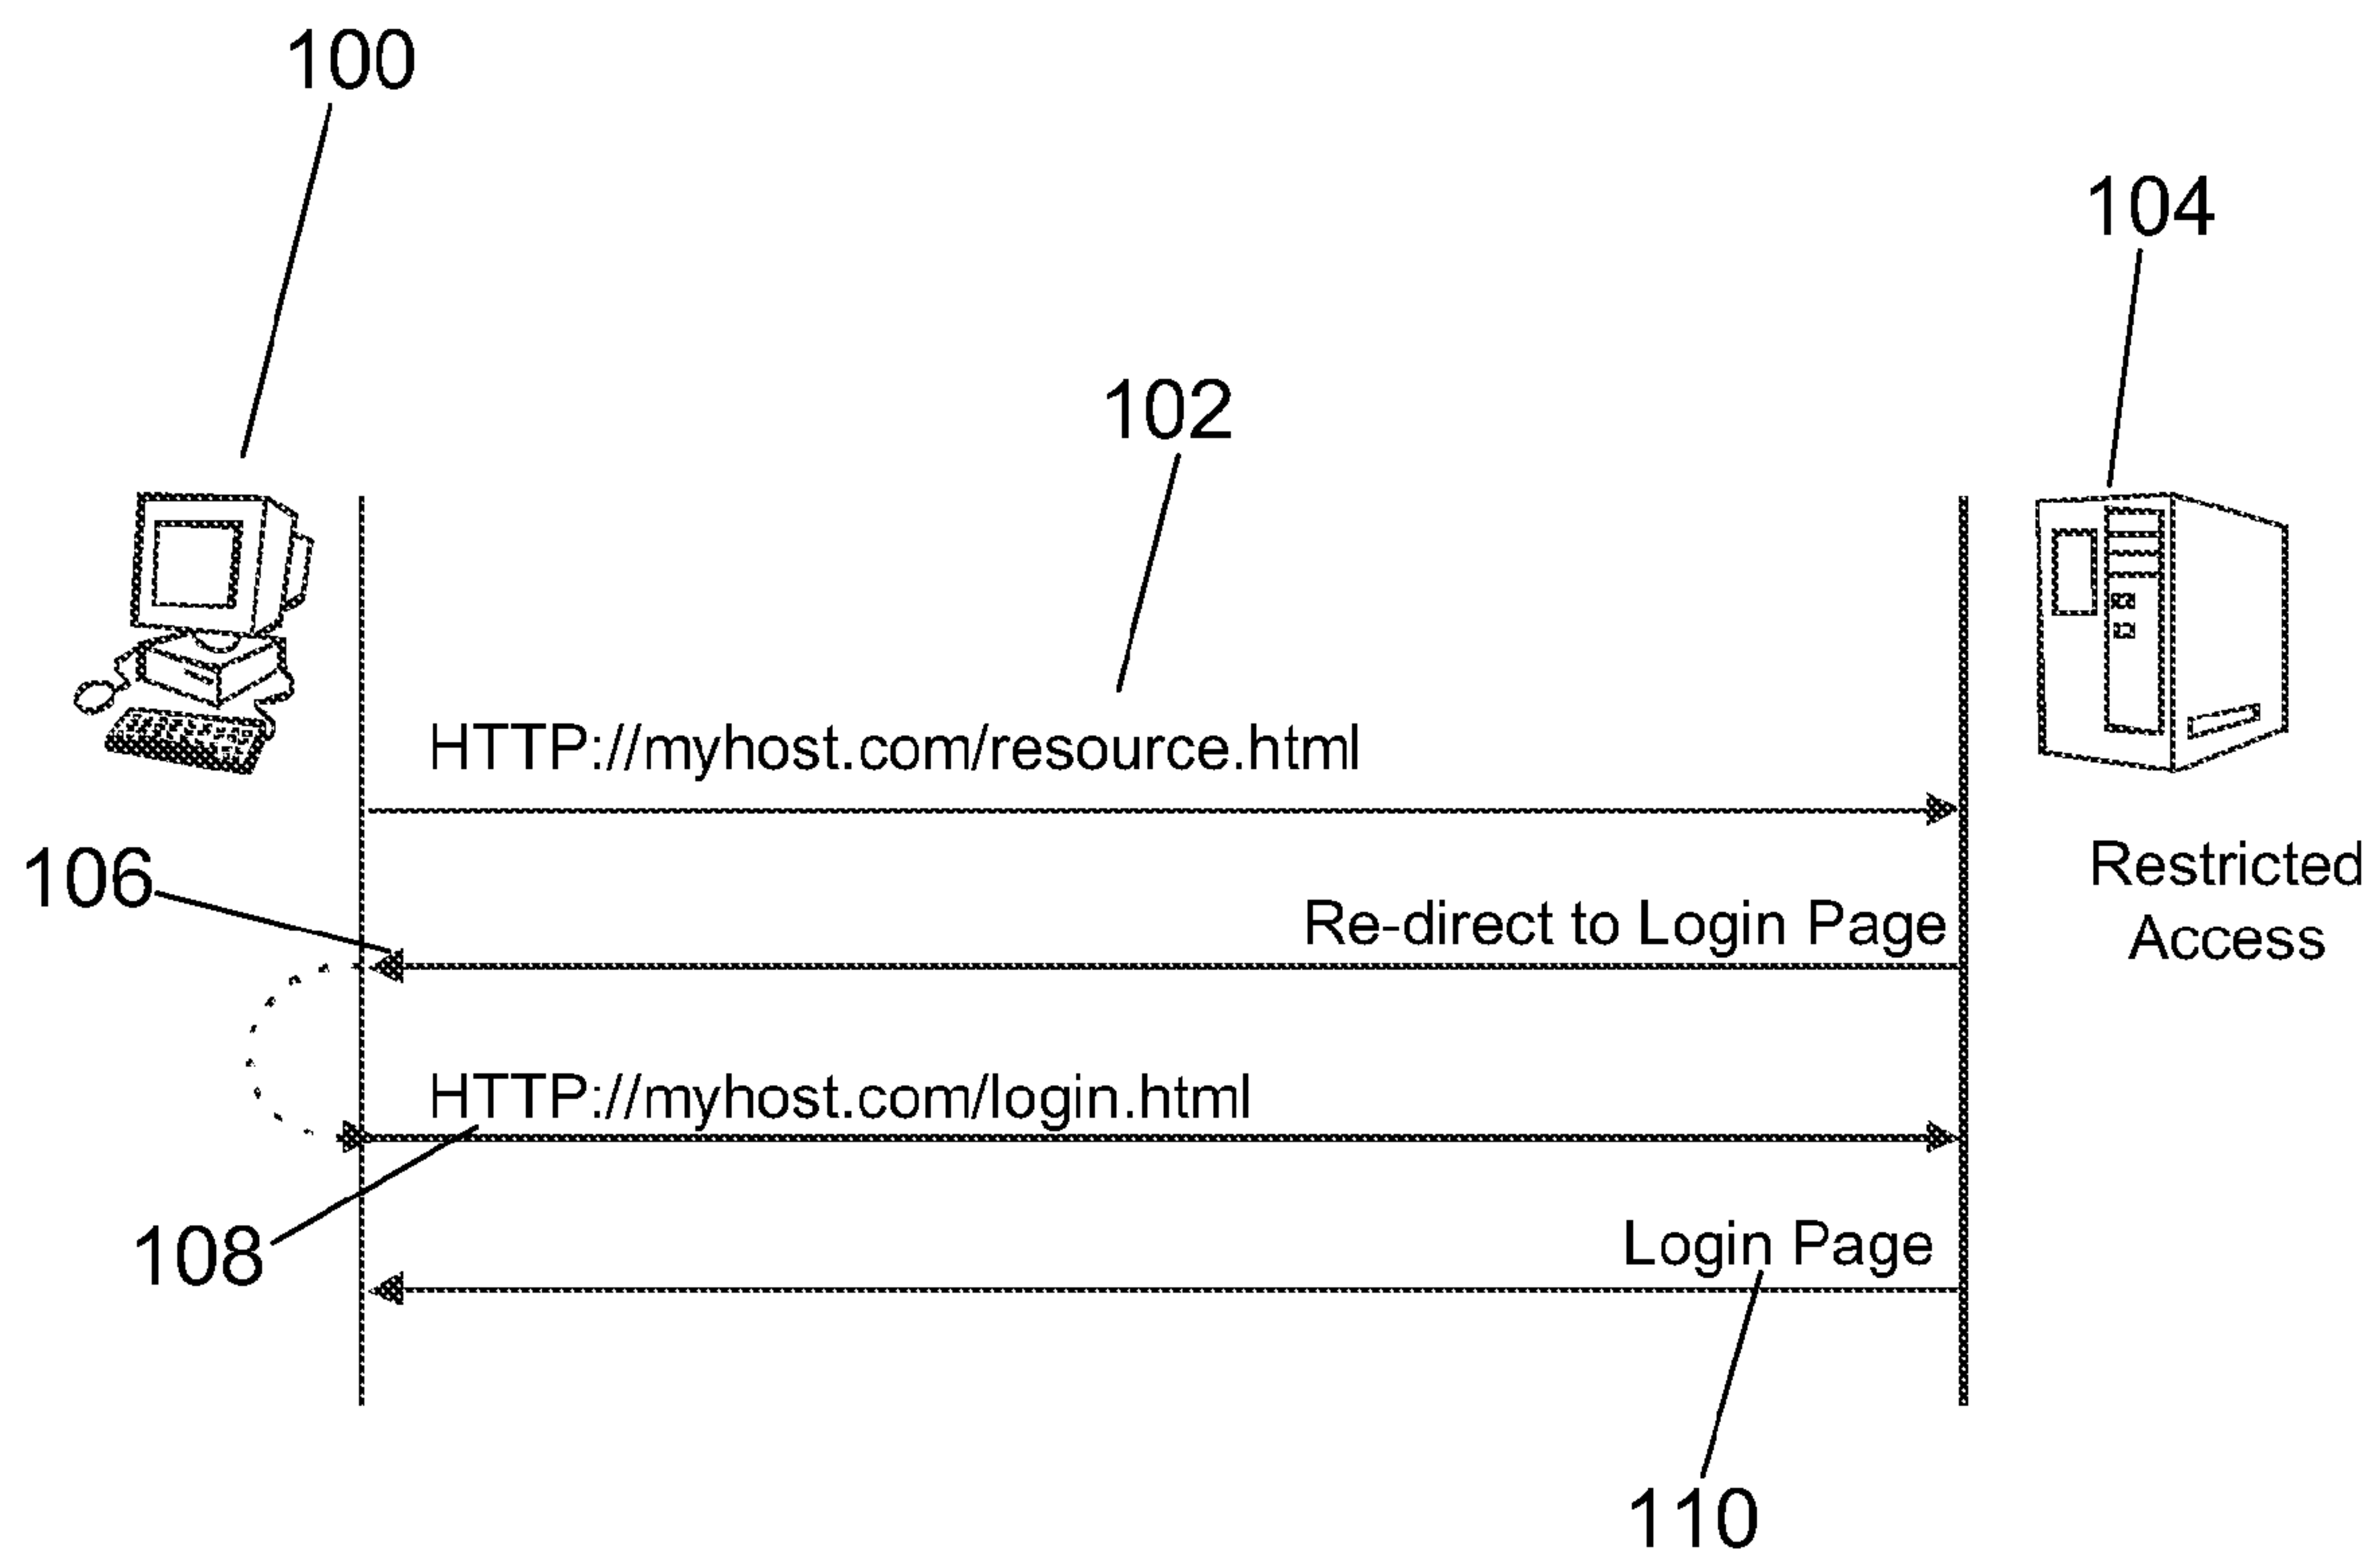 100
104
102
HTTP://myhost.com/resource.html
106
Restricted
Access
Re-direct to Login Page
HTTP://myhost.com/login.html
108
Login Page
110